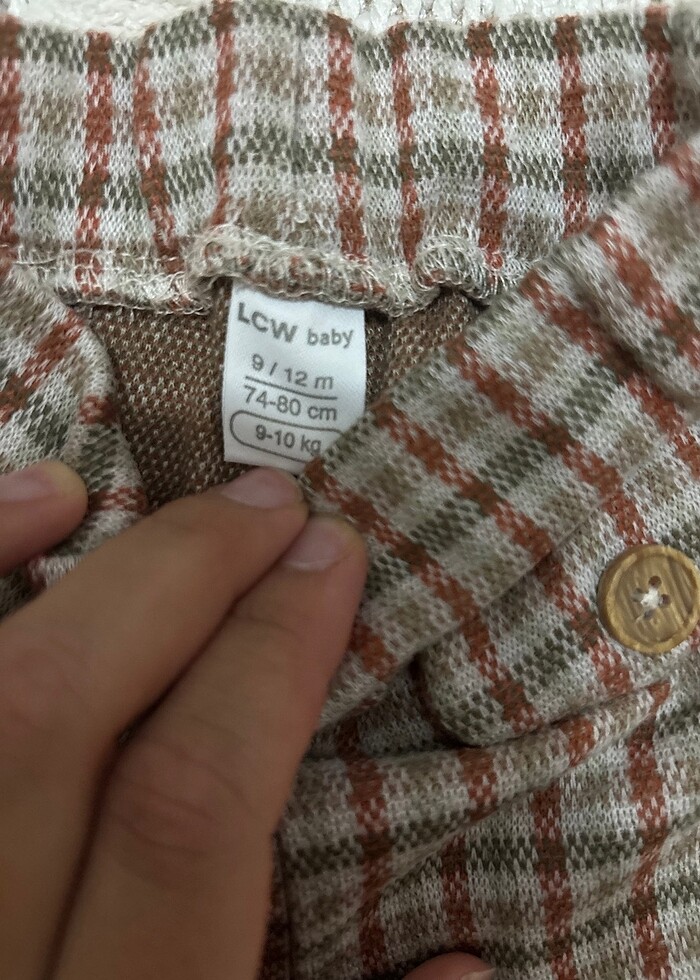 LCW baby
9 / 12 m
74-80 cm
9-10 kg